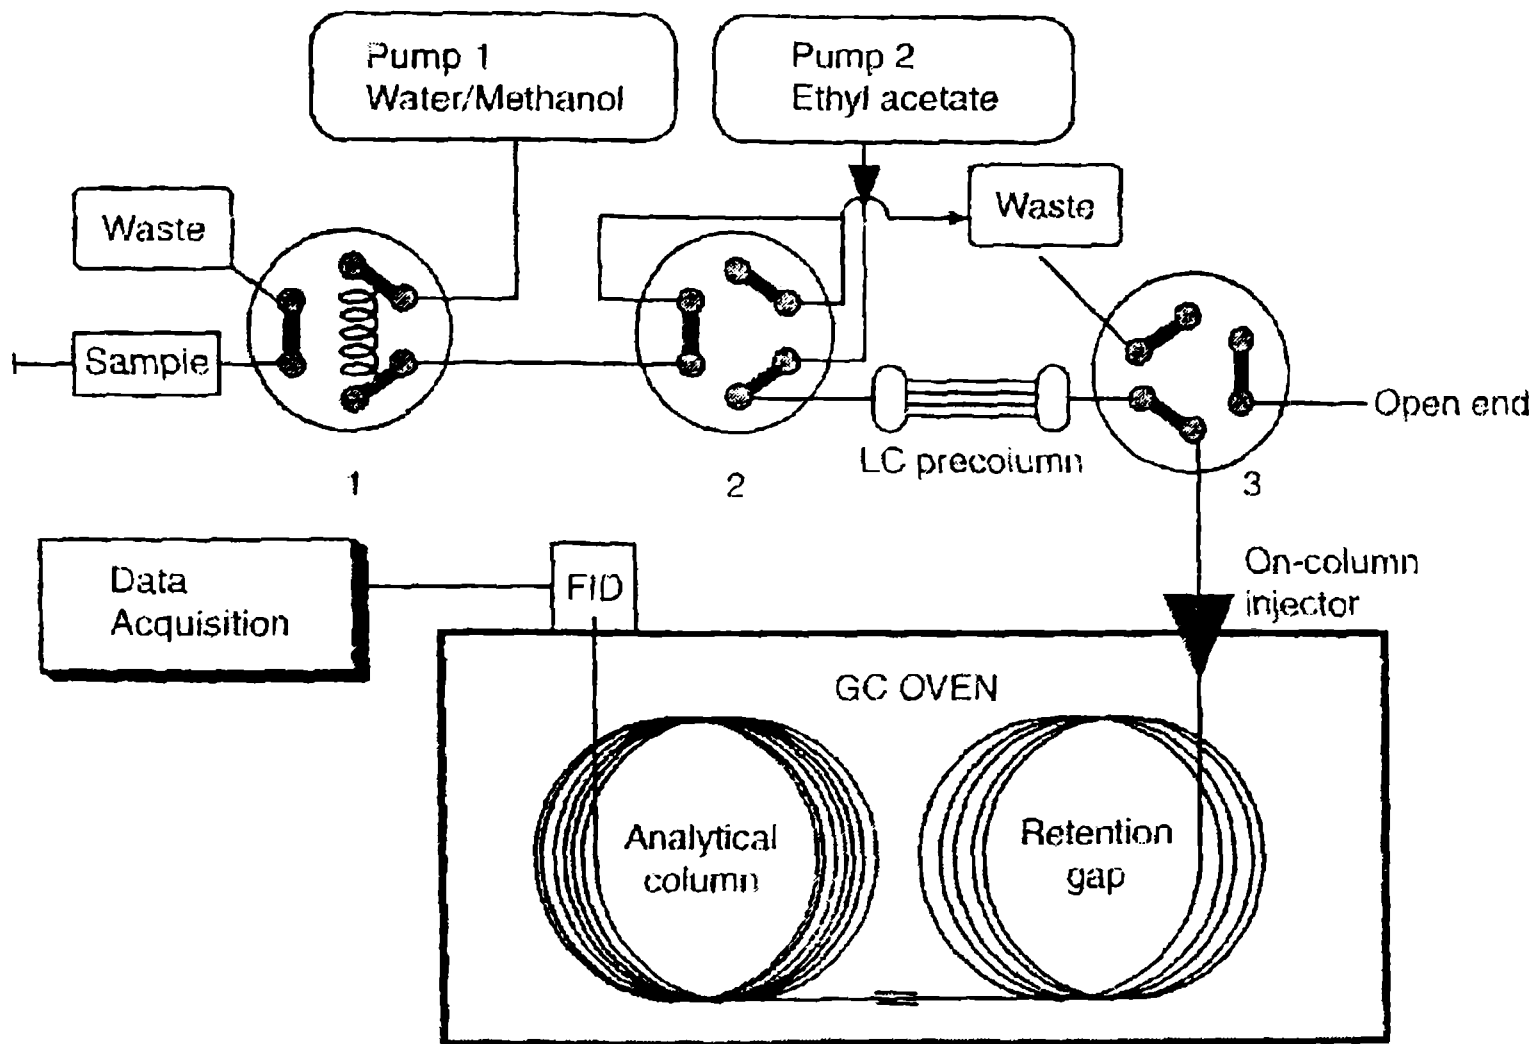 Pump 1
Water/Methanol
Pump 2
Ethyl acetate
Waste
Waste
Sample
Open end
LC precolumn
1
2
3
Data
Acquisition
FID
On-column
injector
GC OVEN
Analytical
column
Retention
gap